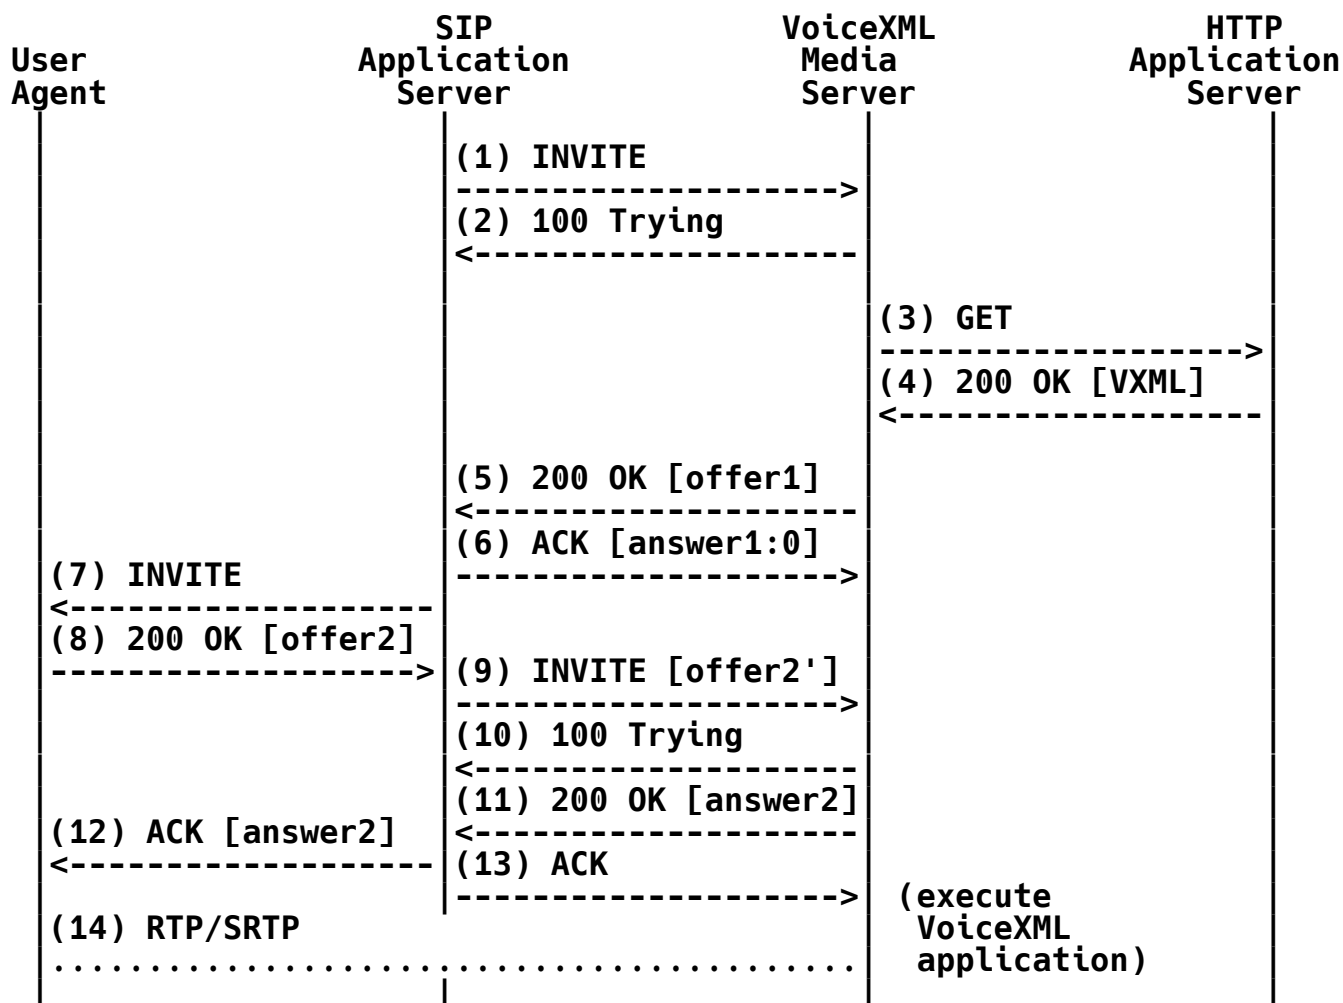 SIP VoiceXML HTTP
User Application Media Application
Agent Server Server Server
(1) INVITE
-------------------->
(2) 100 Trying
<--------------------
(3) GET
------------------->
(4) 200 OK [VXML]
<-------------------
(5) 200 OK [offer1]
<--------------------
(6) ACK [answer1:0]
(7) INVITE -------------------->
<-------------------
(8) 200 OK [offer2]
-------------------> (9) INVITE [offer2']
-------------------->
(10) 100 Trying
<--------------------
(11) 200 OK [answer2]
(12) ACK [answer2] <--------------------
<------------------- (13) ACK
--------------------> (execute
(14) RTP/SRTP VoiceXML
.......................................... application)